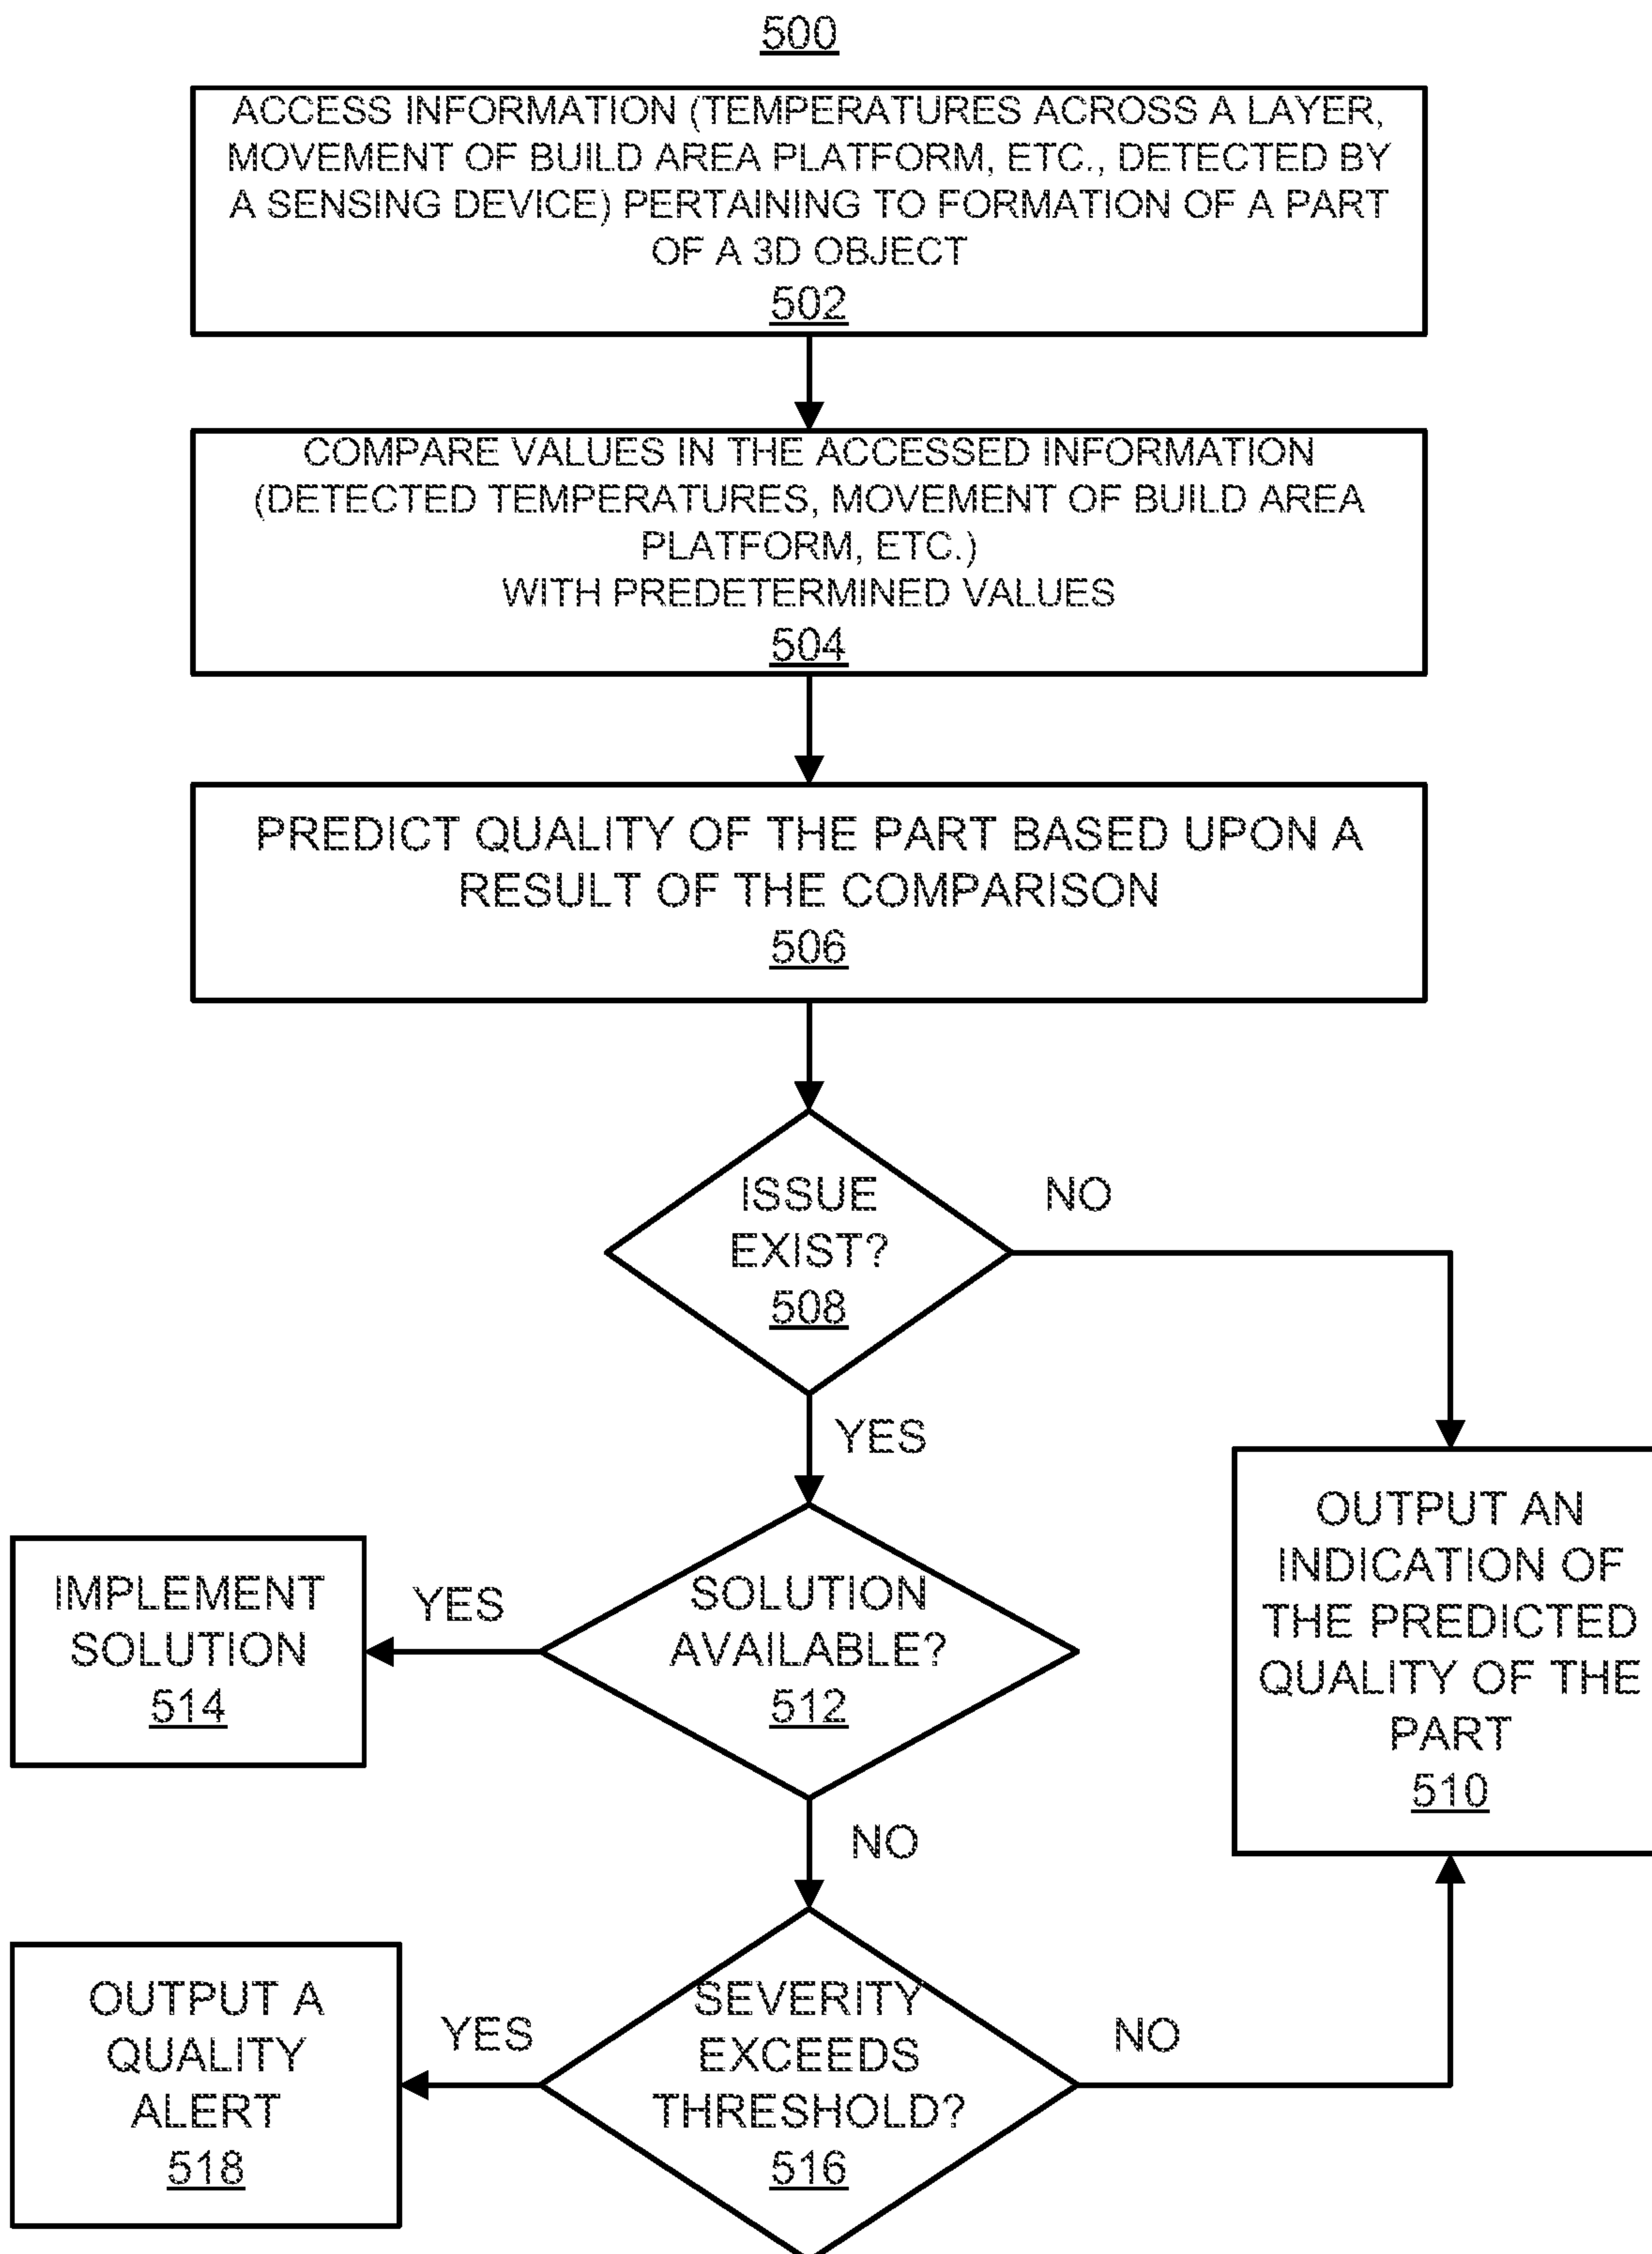 500
ACCESS INFORMATION (TEMPERATURES ACROSS A LAYER,
MOVEMENT OF BUILD AREA PLATFORM, ETC., DETECTED BY
A SENSING DEVICE) PERTAINING TO FORMATION OF A PART
OF A 3D OBJECT
502
COMPARE VALUES IN THE ACCESSED INFORMATION
(DETECTED TEMPERATURES, MOVEMENT OF BUILD AREA
PLATFORM, ETC.)
WITH PREDETERMINED VALUES
504
PREDICT QUALITY OF THE PART BASED UPON A
RESULT OF THE COMPARISON
506
ISSUE
EXIST?
508
NO
YES
OUTPUT AN
INDICATION OF
THE PREDICTED
QUALITY OF THE
PART
510
SOLUTION
AVAILABLE?
512
YES
IMPLEMENT
SOLUTION
514
NO
SEVERITY
EXCEEDS
THRESHOLD?
516
YES
NO
OUTPUT A
QUALITY
ALERT
518